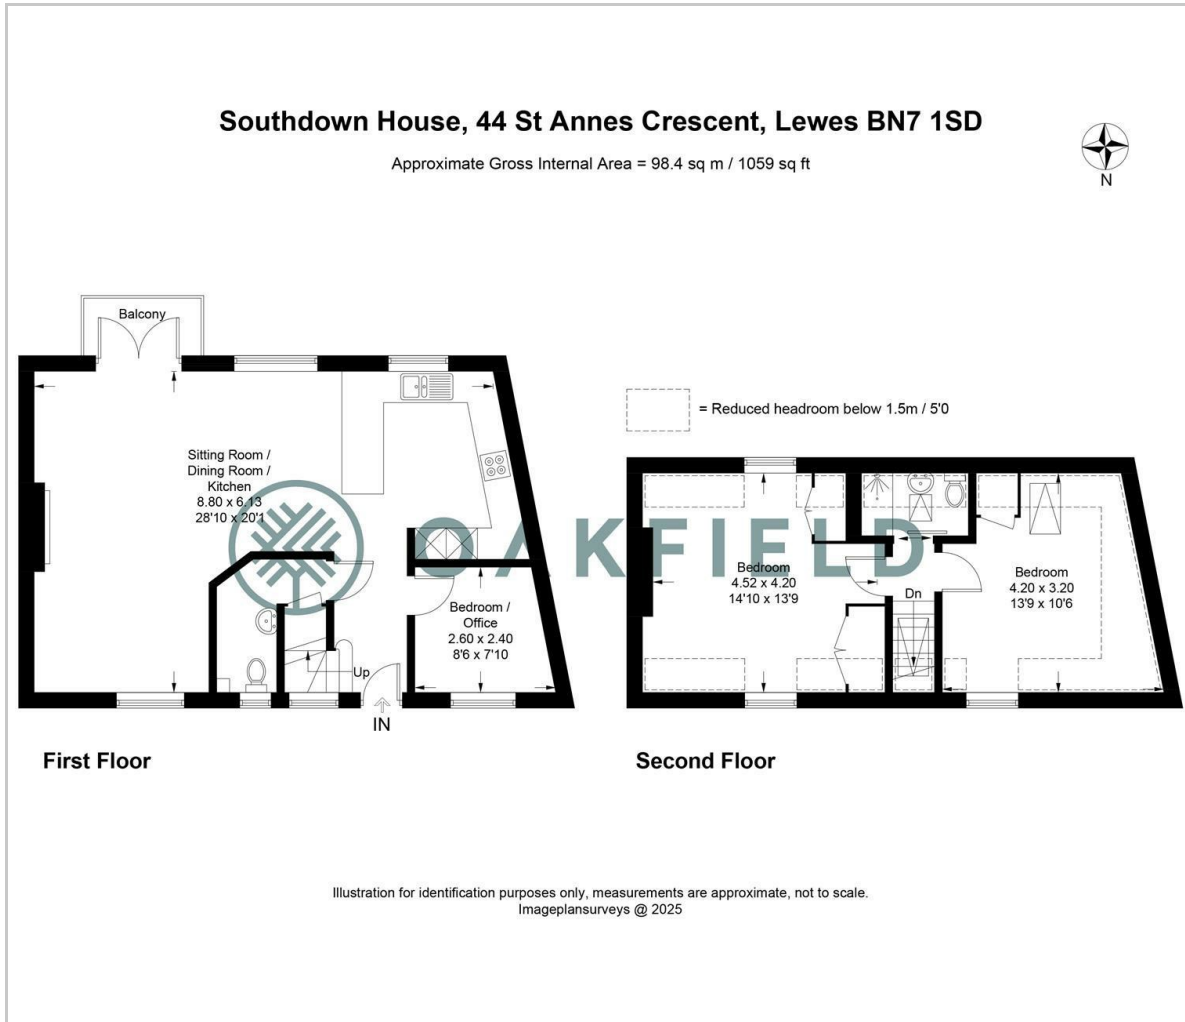 Southdown House, 44 St Annes Crescent, Lewes BN7 1SD
Approximate Gross Internal Area = 98.4 sq m / 1059 sq ft
N
Balcony
Sitting Room /
Dining Room /
Kitchen
8.80 x 6.13
28'10 x 20'1
= Reduced headroom below 1.5m / 5'0
OAKFIELD
Bedroom /
Office
2.60 x 2.40
8'6 x 7'10
Up
IN
Bedroom
4.52 x 4.20
14'10 x 13'9
Dn
Bedroom
4.20 x 3.20
13'9 x 10'6
First Floor
Second Floor
Illustration for identification purposes only, measurements are approximate, not to scale.
Imageplansurveys @ 2025